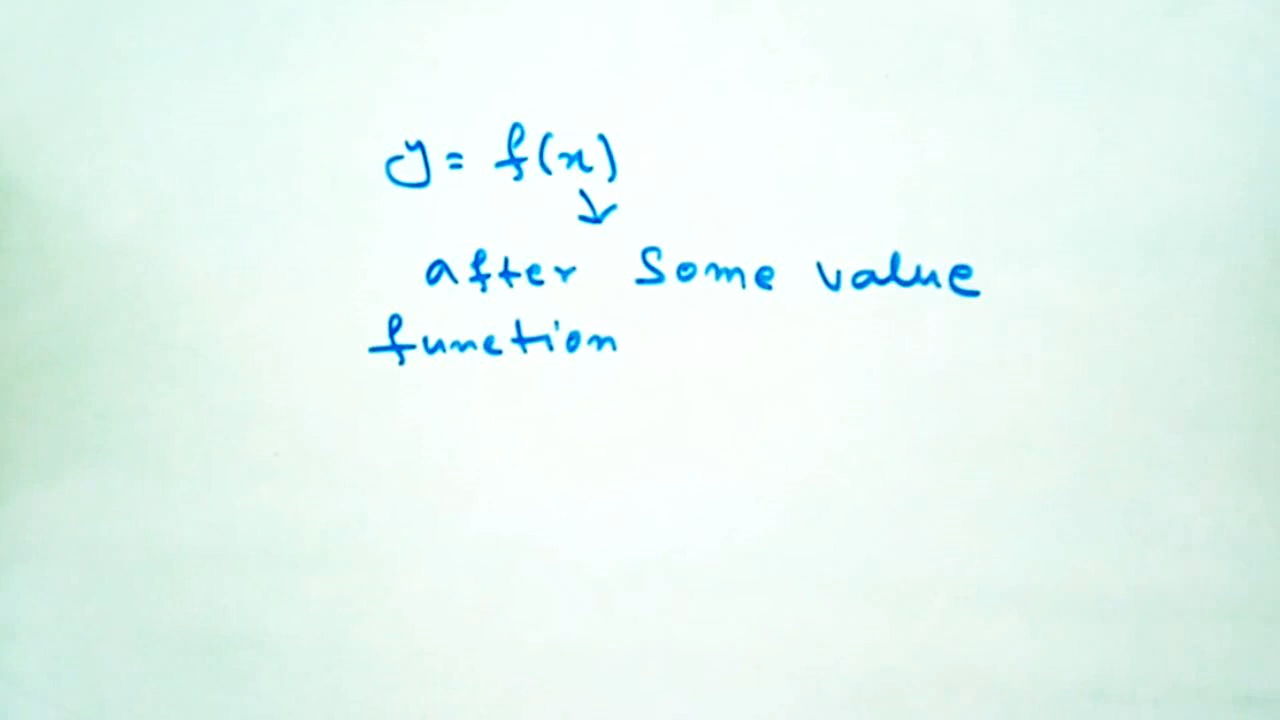 y = f(x)
↓
after some value
function